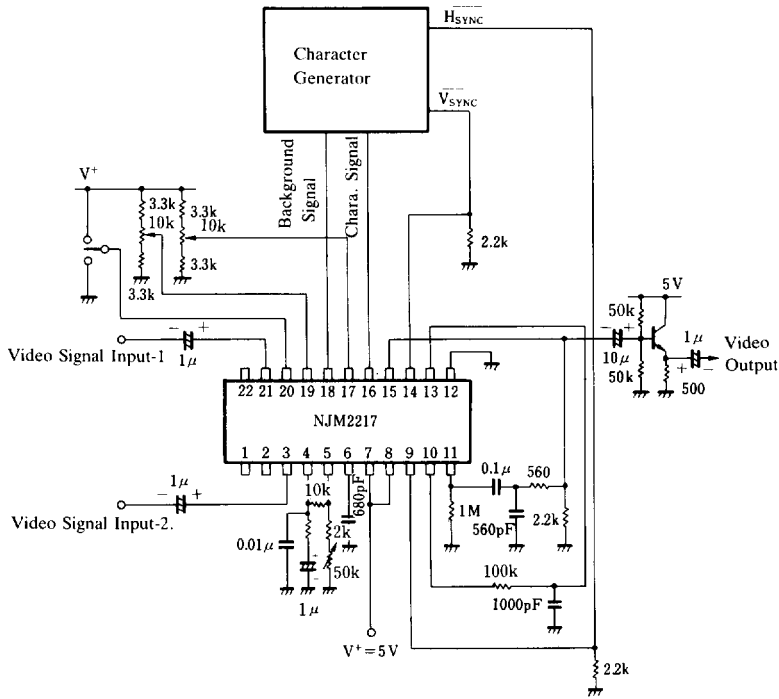 H̅S̅Y̅N̅C̅
Character
Generator
V̅S̅Y̅N̅C̅
Background
Signal
Chara. Signal
V+
3.3k
3.3k
10k
10k
3.3k
3.3k
2.2k
5V
50k
1μ
Video Signal Input-1
1μ
- +
- +
10μ
50k
+ -
500
Video
Output
22 21 20 19 18 17 16 15 14 13 12
NJM2217
1 2 3 4 5 6 7 8 9 10 11
1μ
- +
Video Signal Input-2.
10k
680pF
0.01μ
2k
50k
+
-
1μ
0.1μ
560
1M
560pF
2.2k
100k
1000pF
V+=5V
2.2k